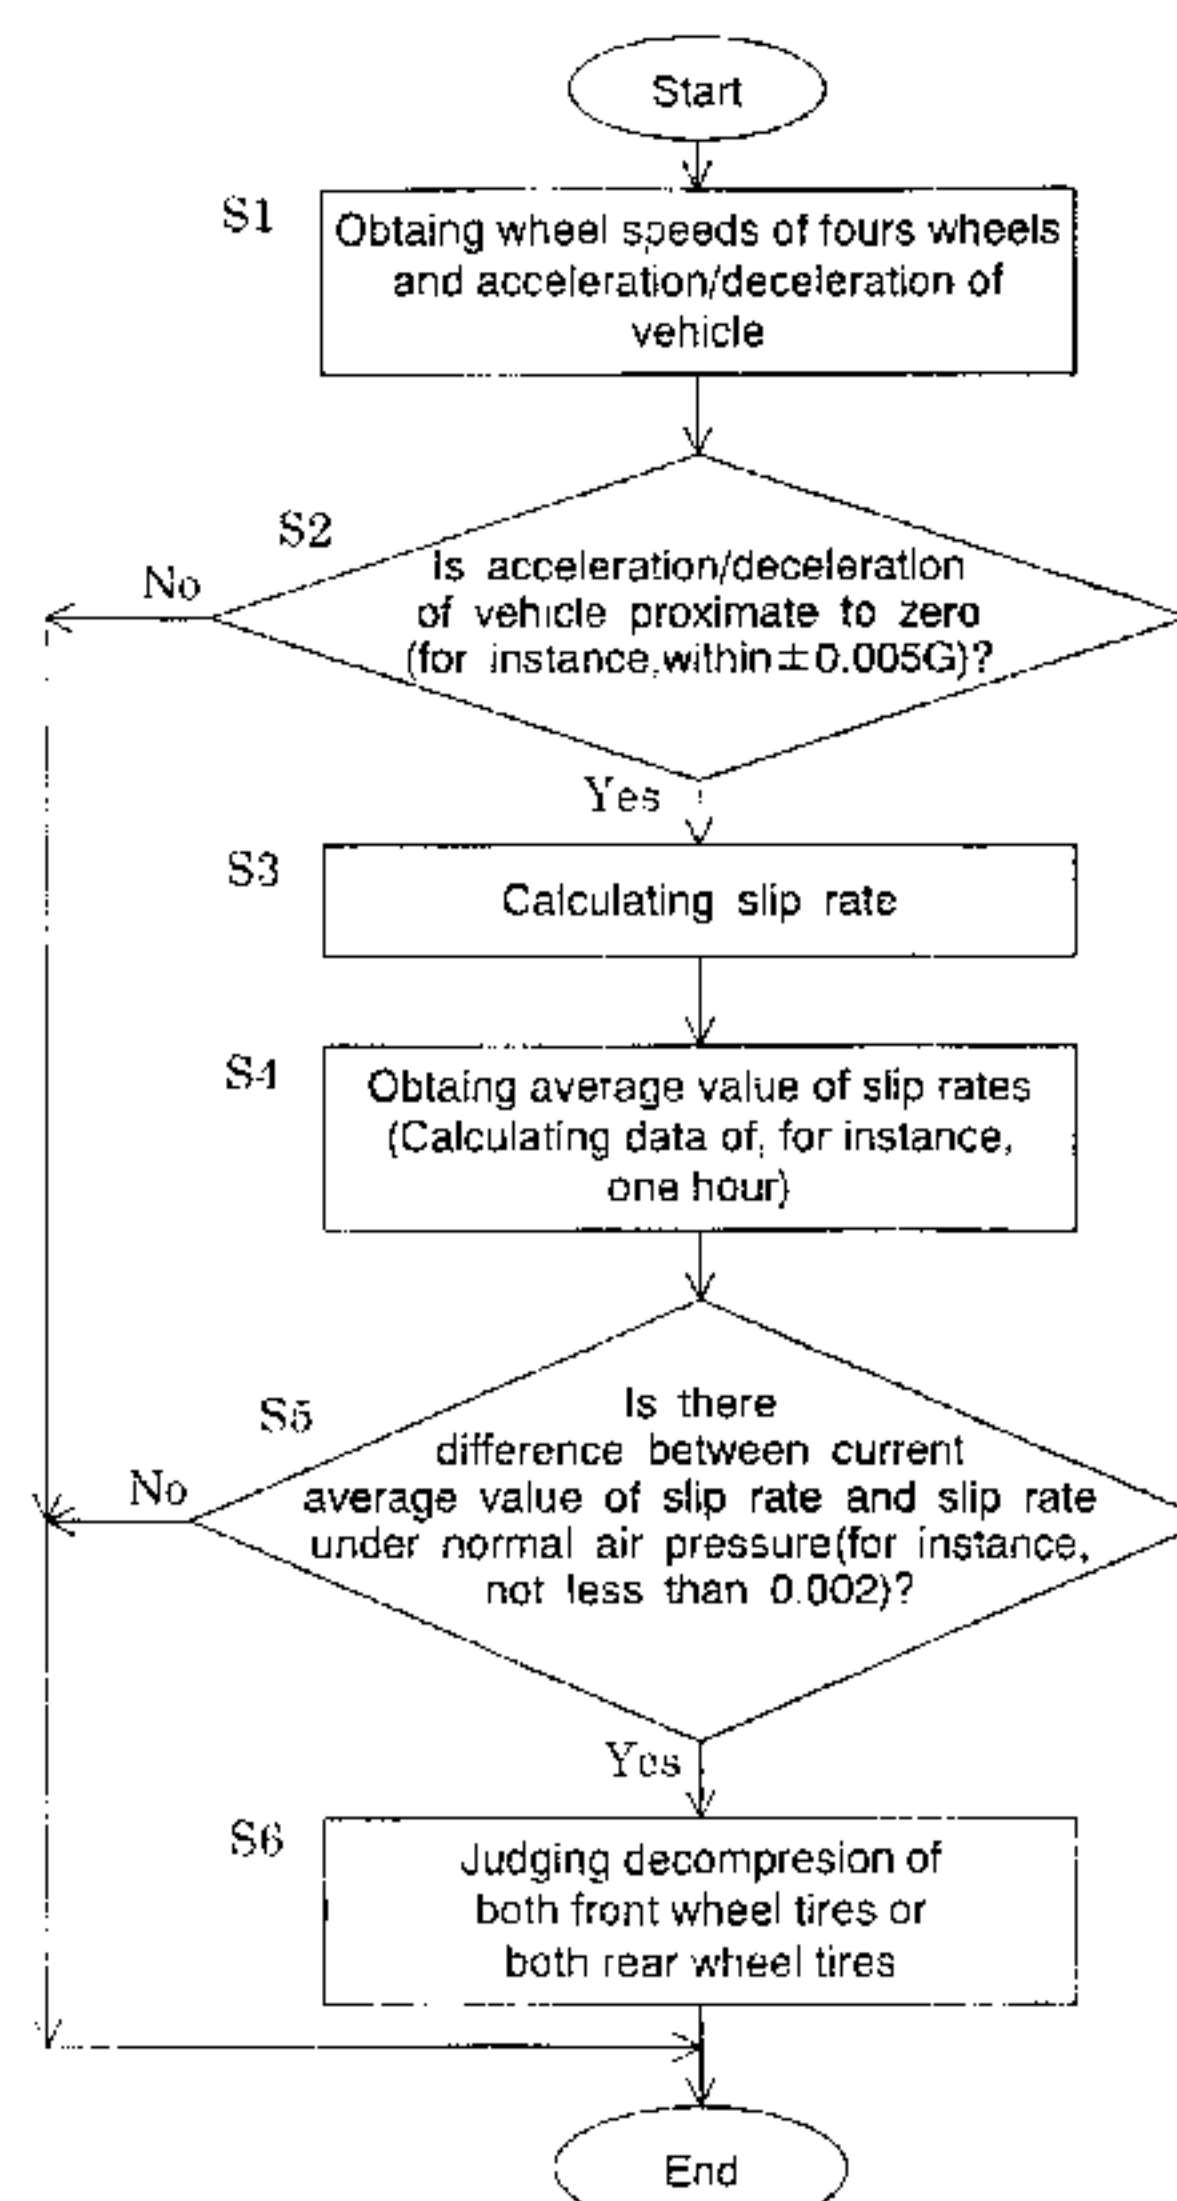 Start
S1
Obtaing wheel speeds of fours wheels
and acceleration/deceleration of
vehicle
S2
No
Is acceleration/deceleration
of vehicle proximate to zero
(for instance,within±0.005G)?
Yes
S3
Calculating slip rate
S4
Obtaing average value of slip rates
(Calculating data of, for instance,
one hour)
S5
No
Is there
difference between current
average value of slip rate and slip rate
under normal air pressure(for instance,
not less than 0.002)?
Yes
S6
Judging decompresion of
both front wheel tires or
both rear wheel tires
End